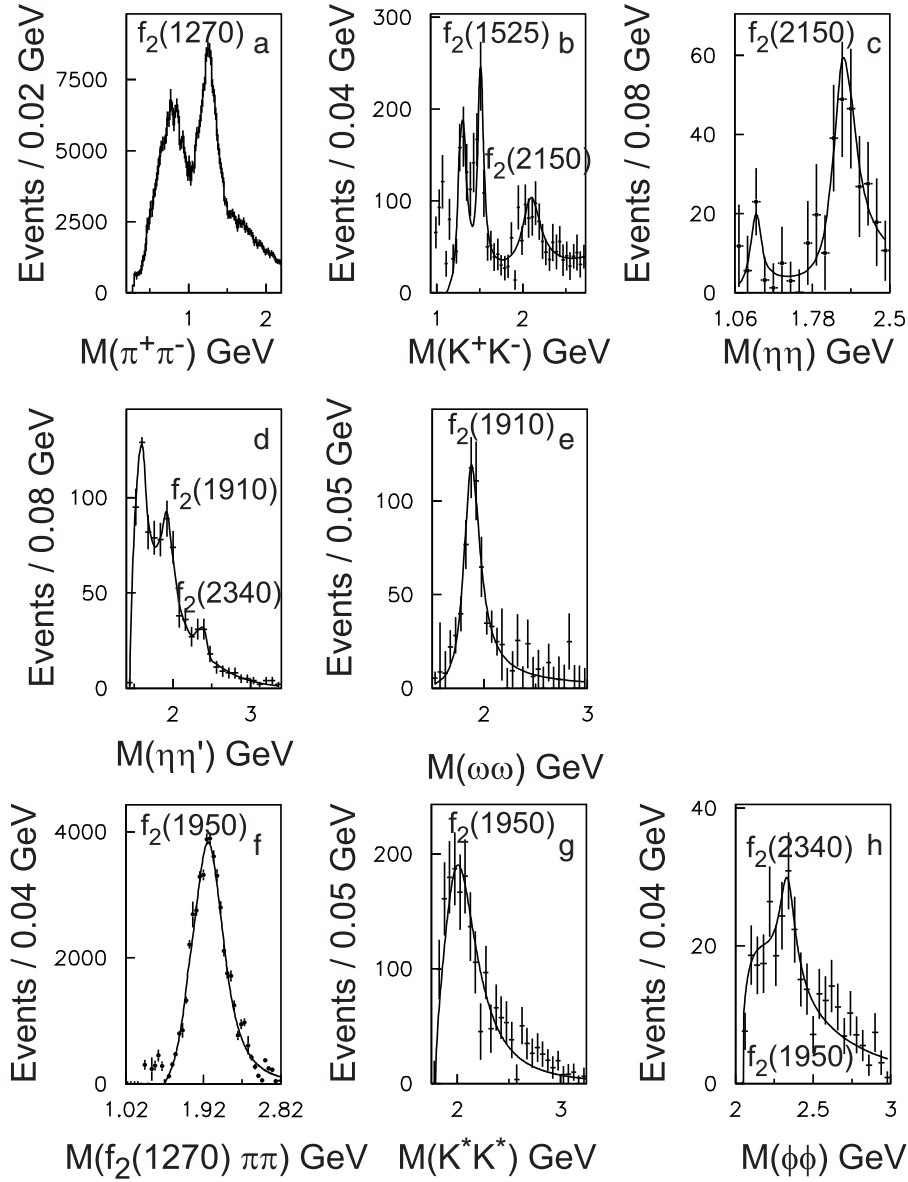 f₂(1270) a
Events / 0.02 GeV
7500
5000
2500
0
1 2
M(π⁺π⁻) GeV
f₂(1525) b
f₂(2150)
Events / 0.04 GeV
300
200
100
0
1 2
M(K⁺K⁻) GeV
f₂(2150) c
Events / 0.08 GeV
60
40
20
0
1.06 1.78 2.5
M(ηη) GeV
d
f₂(1910)
f₂(2340)
Events / 0.08 GeV
100
50
0
2 3
M(ηη') GeV
f₂(1910) e
Events / 0.05 GeV
100
50
0
2 3
M(ωω) GeV
f₂(1950) f
Events / 0.04 GeV
4000
2000
0
1.02 1.92 2.82
M(f₂(1270) ππ) GeV
f₂(1950) g
Events / 0.05 GeV
200
100
0
2 3
M(K*K*) GeV
f₂(2340) h
f₂(1950)
Events / 0.04 GeV
40
20
0
2 2.5 3
M(ϕϕ) GeV